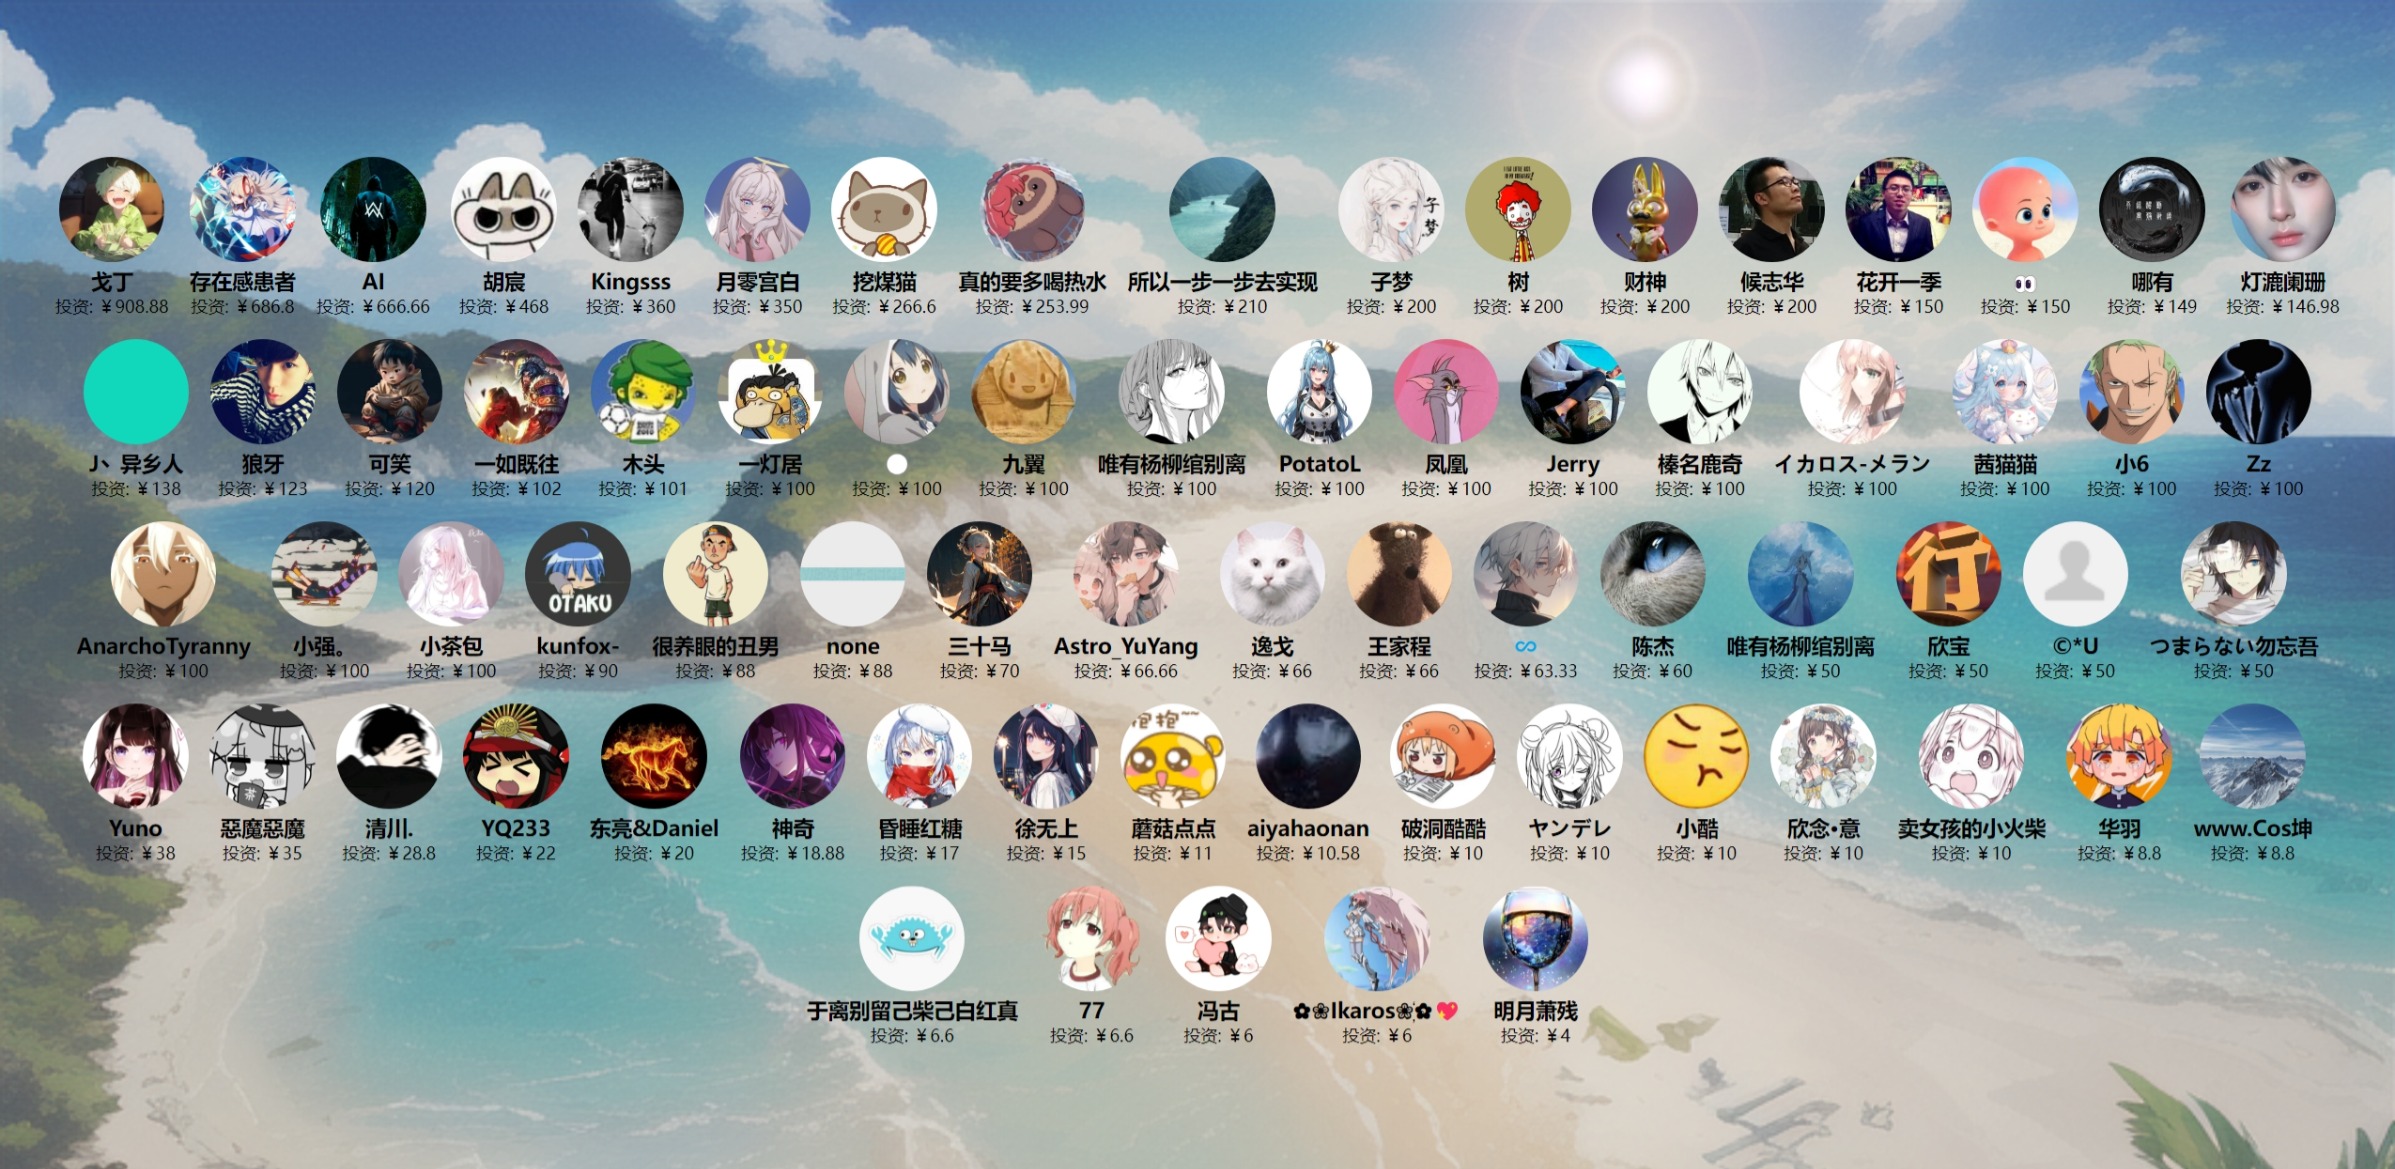 戈丁 存在感患者 AI 胡宸 Kingsss 月零宫白 挖煤猫 真的要多喝热水 所以一步一步去实现 子梦 树 财神 候志华 花开一季 👀 哪有 灯漉阑珊
投资: ¥908.88 投资: ¥686.8 投资: ¥666.66 投资: ¥468 投资: ¥360 投资: ¥350 投资: ¥266.6 投资: ¥253.99 投资: ¥210 投资: ¥200 投资: ¥200 投资: ¥200 投资: ¥200 投资: ¥150 投资: ¥150 投资: ¥149 投资: ¥146.98
子梦
J、异乡人 狼牙 可笑 一如既往 木头 一灯居 ⚪ 九翼 唯有杨柳绾别离 PotatoL 凤凰 Jerry 榛名鹿奇 イカロス-メラン 茜猫猫 小6 Zz
投资: ¥138 投资: ¥123 投资: ¥120 投资: ¥102 投资: ¥101 投资: ¥100 投资: ¥100 投资: ¥100 投资: ¥100 投资: ¥100 投资: ¥100 投资: ¥100 投资: ¥100 投资: ¥100 投资: ¥100 投资: ¥100 投资: ¥100
OTAKU
行
AnarchoTyranny 小强。 小茶包 kunfox- 很养眼的丑男 none 三十马 Astro_YuYang 逸戈 王家程 ∞ 陈杰 唯有杨柳绾别离 欣宝 ©*U つまらない勿忘吾
投资: ¥100 投资: ¥100 投资: ¥100 投资: ¥90 投资: ¥88 投资: ¥88 投资: ¥70 投资: ¥66.66 投资: ¥66 投资: ¥66 投资: ¥63.33 投资: ¥60 投资: ¥50 投资: ¥50 投资: ¥50 投资: ¥50
茶
抱抱~~
Yuno 惡魔惡魔 清川. YQ233 东亮&Daniel 神奇 昏睡红糖 徐无上 蘑菇点点 aiyahaonan 破洞酷酷 ヤンデレ 小酷 欣念•意 卖女孩的小火柴 华羽 www.Cos坤
投资: ¥38 投资: ¥35 投资: ¥28.8 投资: ¥22 投资: ¥20 投资: ¥18.88 投资: ¥17 投资: ¥15 投资: ¥11 投资: ¥10.58 投资: ¥10 投资: ¥10 投资: ¥10 投资: ¥10 投资: ¥10 投资: ¥8.8 投资: ¥8.8
于离别留己柴己白红真 77 冯古 ✿❀Ikaros❀✿💖 明月萧残
投资: ¥6.6 投资: ¥6.6 投资: ¥6 投资: ¥6 投资: ¥4